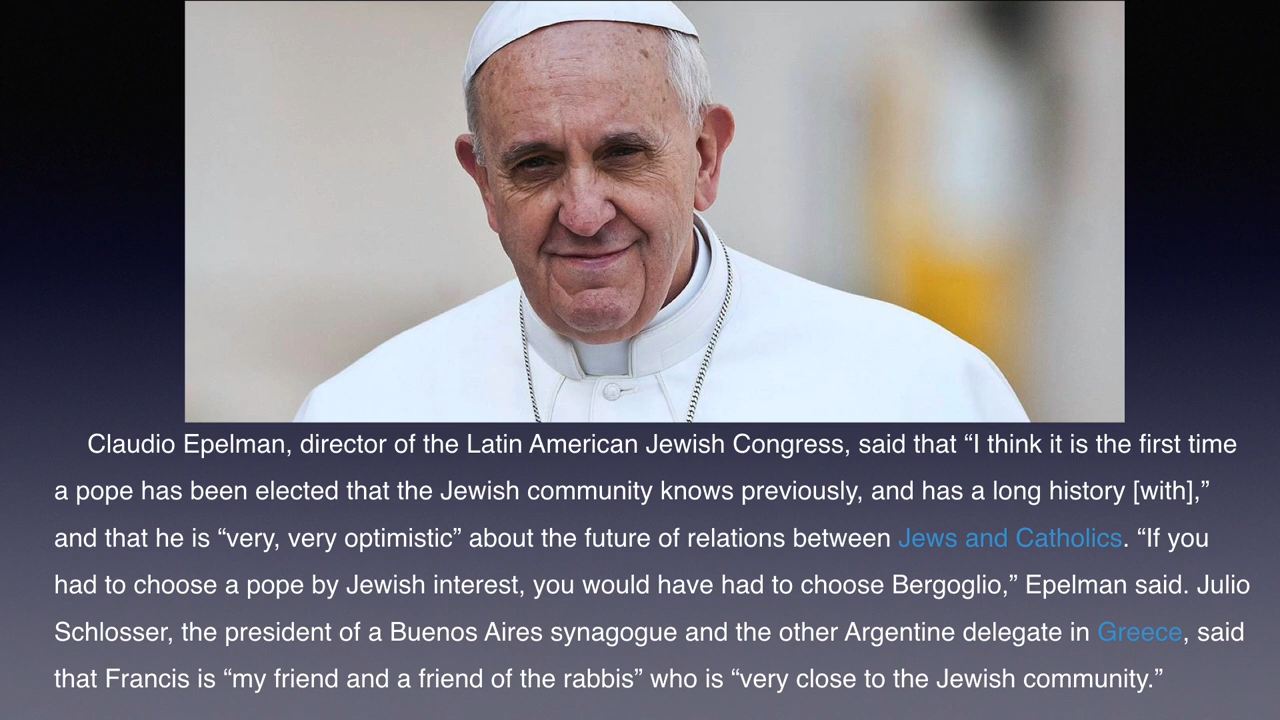 Claudio Epelman, director of the Latin American Jewish Congress, said that “I think it is the first time
a pope has been elected that the Jewish community knows previously, and has a long history [with],”
and that he is “very, very optimistic” about the future of relations between Jews and Catholics. “If you
had to choose a pope by Jewish interest, you would have had to choose Bergoglio,” Epelman said. Julio
Schlosser, the president of a Buenos Aires synagogue and the other Argentine delegate in Greece, said
that Francis is “my friend and a friend of the rabbis” who is “very close to the Jewish community.”